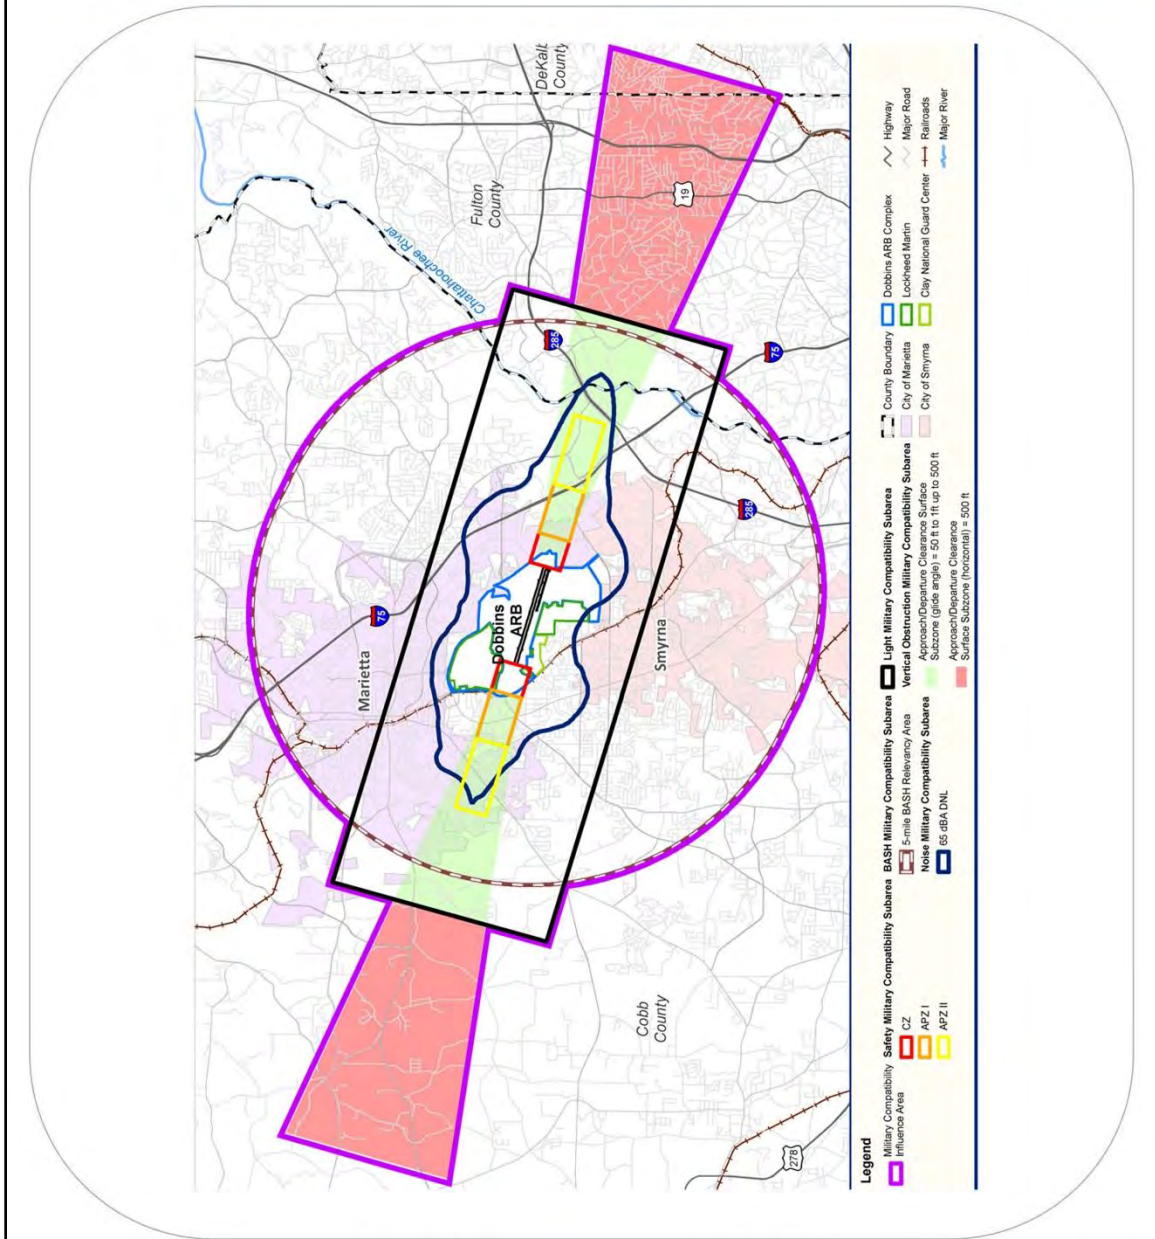 DeKalb
County
Fulton
County
Chattahoochee River
19
285
75
75
285
Marietta
Dobbins
ARB
Smyrna
Cobb
County
278
Legend
Military Compatibility
Influence Area
Safety Military Compatibility Subarea
CZ
APZ I
APZ II
BASH Military Compatibility Subarea
5-mile BASH Relevancy Area
Noise Military Compatibility Subarea
65 dBA DNL
Light Military Compatibility Subarea
Vertical Obstruction Military Compatibility Subarea
Approach/Departure Clearance Surface
Subzone (glide angle) = 50 ft to 1ft up to 500 ft
Approach/Departure Clearance
Surface Subzone (horizontal) = 500 ft
County Boundary
City of Marietta
City of Smyrna
Dobbins ARB Complex
Lockheed Martin
Clay National Guard Center
Highway
Major Road
Railroads
Major River